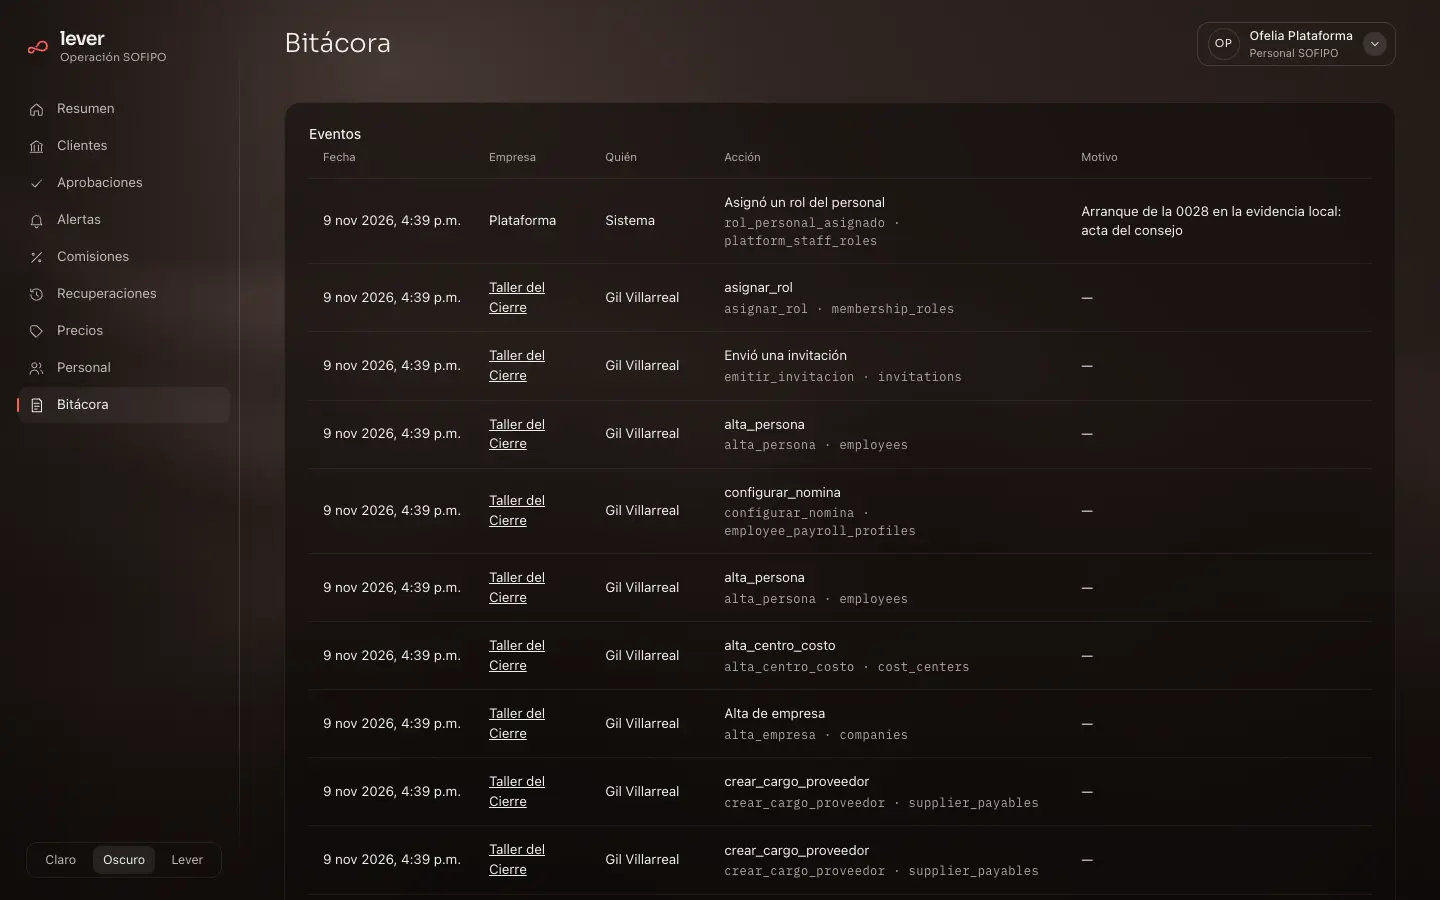 lever
Operación SOFIPO
Resumen
Clientes
Aprobaciones
Alertas
Comisiones
Recuperaciones
Precios
Personal
Bitácora
Claro
Oscuro
Lever
Bitácora
OP
Ofelia Plataforma
Personal SOFIPO
Eventos
Fecha Empresa Quién Acción Motivo
9 nov 2026, 4:39 p.m. Plataforma Sistema
Asignó un rol del personal
rol_personal_asignado ·
platform_staff_roles
Arranque de la 0028 en la evidencia local:
acta del consejo
9 nov 2026, 4:39 p.m.
Taller del
Cierre
Gil Villarreal
asignar_rol
asignar_rol · membership_roles
—
9 nov 2026, 4:39 p.m.
Taller del
Cierre
Gil Villarreal
Envió una invitación
emitir_invitacion · invitations
—
9 nov 2026, 4:39 p.m.
Taller del
Cierre
Gil Villarreal
alta_persona
alta_persona · employees
—
9 nov 2026, 4:39 p.m.
Taller del
Cierre
Gil Villarreal
configurar_nomina
configurar_nomina ·
employee_payroll_profiles
—
9 nov 2026, 4:39 p.m.
Taller del
Cierre
Gil Villarreal
alta_persona
alta_persona · employees
—
9 nov 2026, 4:39 p.m.
Taller del
Cierre
Gil Villarreal
alta_centro_costo
alta_centro_costo · cost_centers
—
9 nov 2026, 4:39 p.m.
Taller del
Cierre
Gil Villarreal
Alta de empresa
alta_empresa · companies
—
9 nov 2026, 4:39 p.m.
Taller del
Cierre
Gil Villarreal
crear_cargo_proveedor
crear_cargo_proveedor · supplier_payables
—
9 nov 2026, 4:39 p.m.
Taller del
Cierre
Gil Villarreal
crear_cargo_proveedor
crear_cargo_proveedor · supplier_payables
—